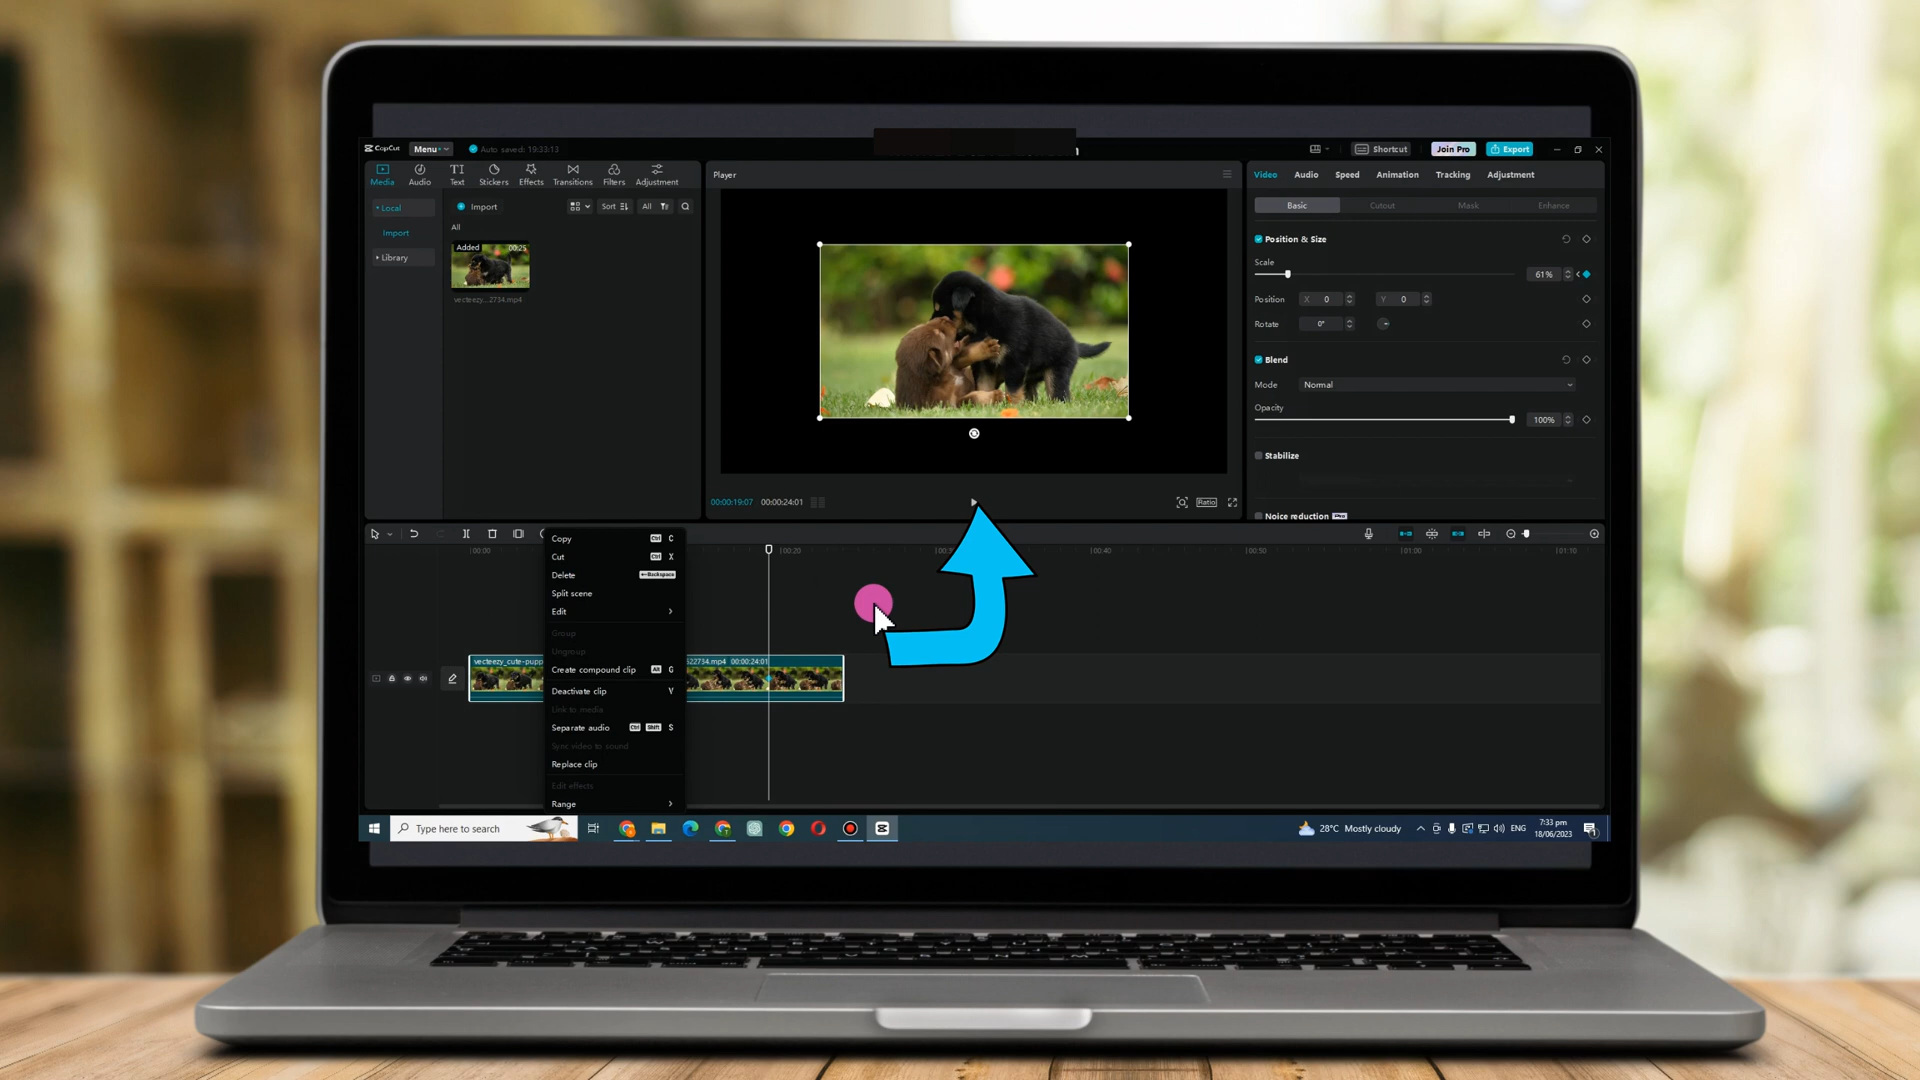 CapCut
Menu
Auto saved: 19:33:13
Shortcut
Join Pro
Export
Media
Audio
Text
Stickers
Effects
Transitions
Filters
Adjustment
Local
Import
Library
Import
Sort
All
All
Added
00:25
vecteezy...2734.mp4
Player
00:00:19:07
00:00:24:01
Ratio
Video
Audio
Speed
Animation
Tracking
Adjustment
Basic
Cutout
Mask
Enhance
Position & Size
Scale
61%
Position X 0 Y 0
Rotate 0°
Blend
Mode Normal
Opacity
100%
Stabilize
Noice reduction Pro
00:00
00:20
00:40
00:50
01:00
01:10
vecteezy_cute-pupp
522734.mp4 00:00:24:01
Copy Ctrl C
Cut Ctrl X
Delete Backspace
Split scene
Edit
Group
Ungroup
Create compound clip Alt G
Deactivate clip V
Link to media
Separate audio Ctrl Shift S
Sync video to sound
Replace clip
Edit effects
Range
Type here to search
28°C Mostly cloudy
ENG
7:33 pm
18/06/2023